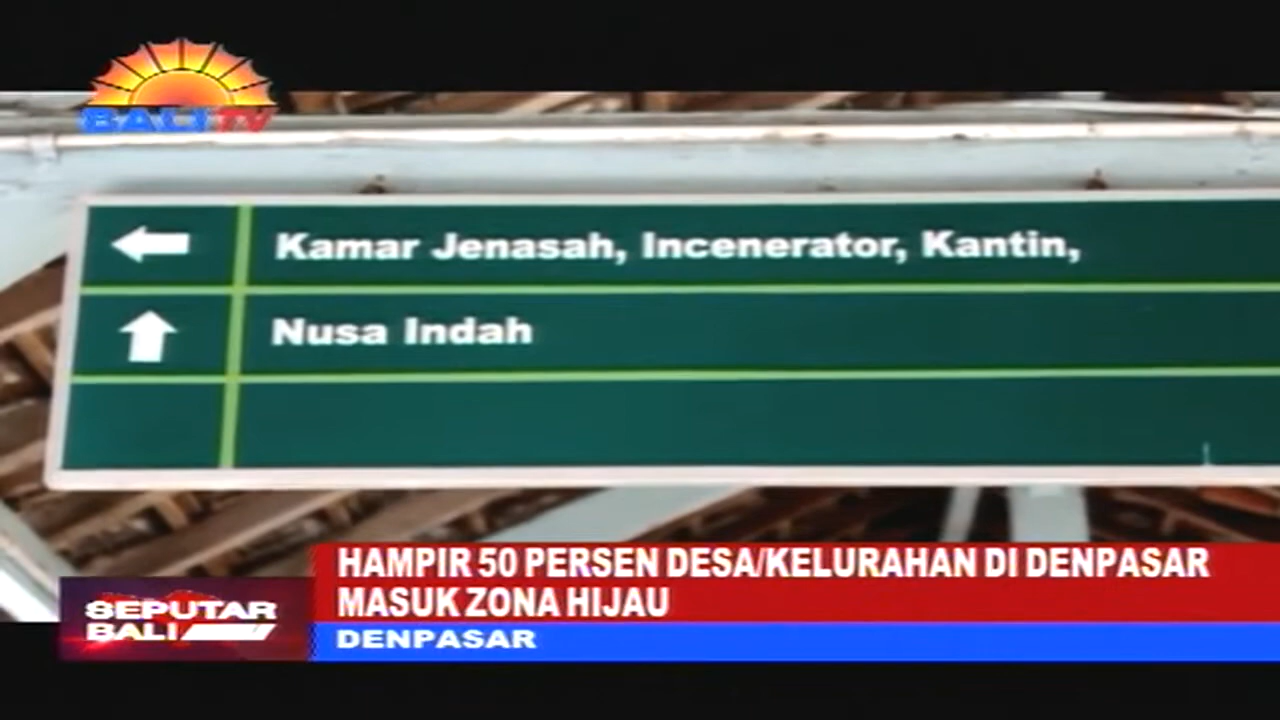 BALI TV
Kamar Jenasah, Incenerator, Kantin,
Nusa Indah
HAMPIR 50 PERSEN DESA/KELURAHAN DI DENPASAR
MASUK ZONA HIJAU
SEPUTAR
BALI
DENPASAR